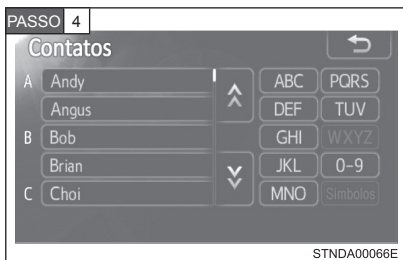 PASSO 4
Contatos
A Andy ABC PQRS
Angus DEF TUV
B Bob GHI WXYZ
Brian JKL 0-9
C Choi MNO Símbolos
STNDA00066E